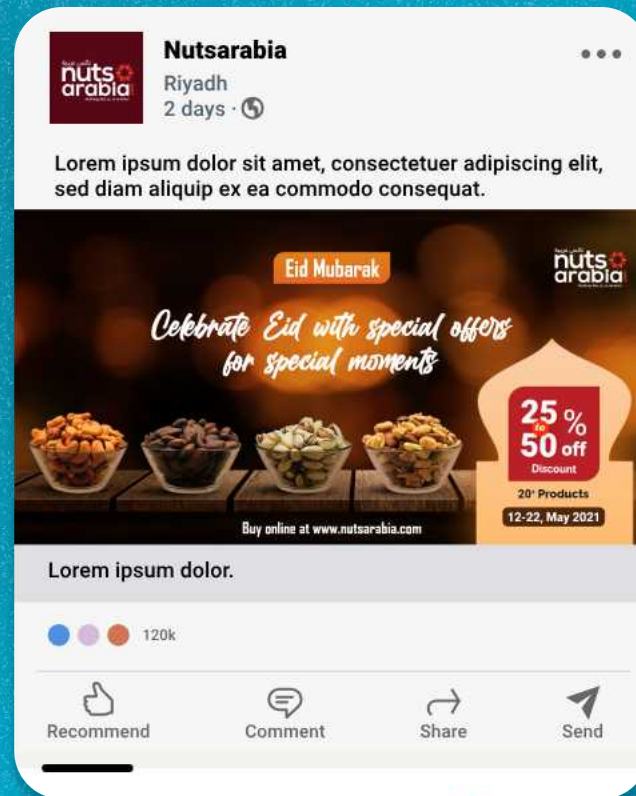 nuts
arabia
Nutsarabia
Riyadh
2 days ·
Lorem ipsum dolor sit amet, consectetuer adipiscing elit,
sed diam aliquip ex ea commodo consequat.
Eid Mubarak
nuts
arabia
Celebrate Eid with special offers
for special moments
25 %
to
50 off
Discount
20+ Products
12-22, May 2021
Buy online at www.nutsarabia.com
Lorem ipsum dolor.
120k
Recommend
Comment
Share
Send